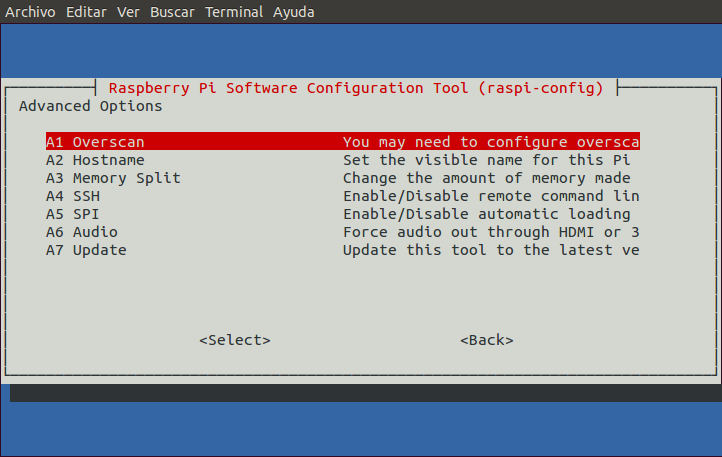 Archivo Editar Ver Buscar Terminal Ayuda
Raspberry Pi Software Configuration Tool (raspi-config)
Advanced Options
A1 Overscan You may need to configure oversca
A2 Hostname Set the visible name for this Pi
A3 Memory Split Change the amount of memory made
A4 SSH Enable/Disable remote command lin
A5 SPI Enable/Disable automatic loading
A6 Audio Force audio out through HDMI or 3
A7 Update Update this tool to the latest ve
<Select> <Back>